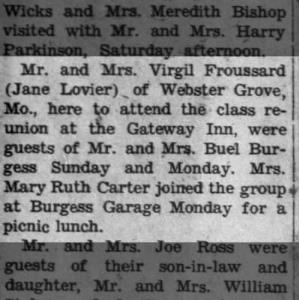 Wicks and Mrs. Meredith Bishop
visited with Mr. and Mrs. Harry
Parkinson, Saturday afternoon.
Mr. and Mrs. Virgil Froussard
(Jane Lovier) of Webster Grove,
Mo., here to attend the class re-
union at the Gateway Inn, were
guests of Mr. and Mrs. Buel Bur-
gess Sunday and Monday. Mrs.
Mary Ruth Carter joined the group
at Burgess Garage Monday for a
picnic lunch.
Mr. and Mrs. Joe Ross were
guests of their son-in-law and
daughter, Mr. and Mrs. William